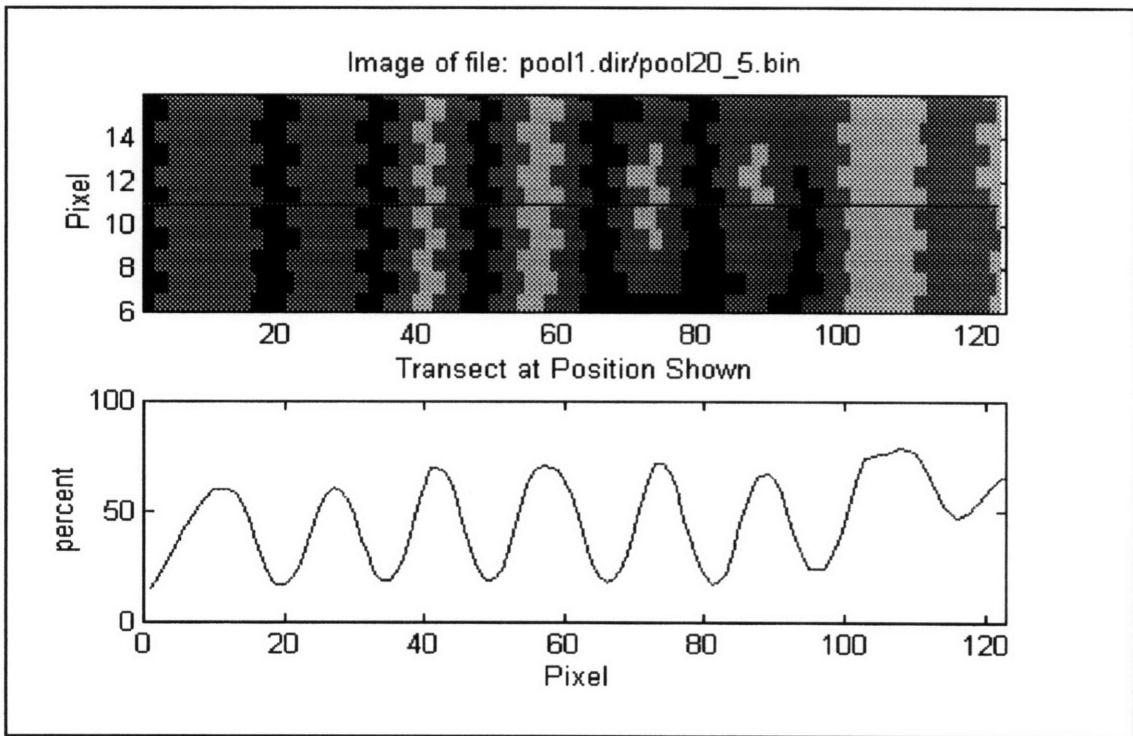 Image of file: pool1.dir/pool20_5.bin
Pixel
14
12
10
8
6
20 40 60 80 100 120
Transect at Position Shown
percent
100
50
0
0 20 40 60 80 100 120
Pixel